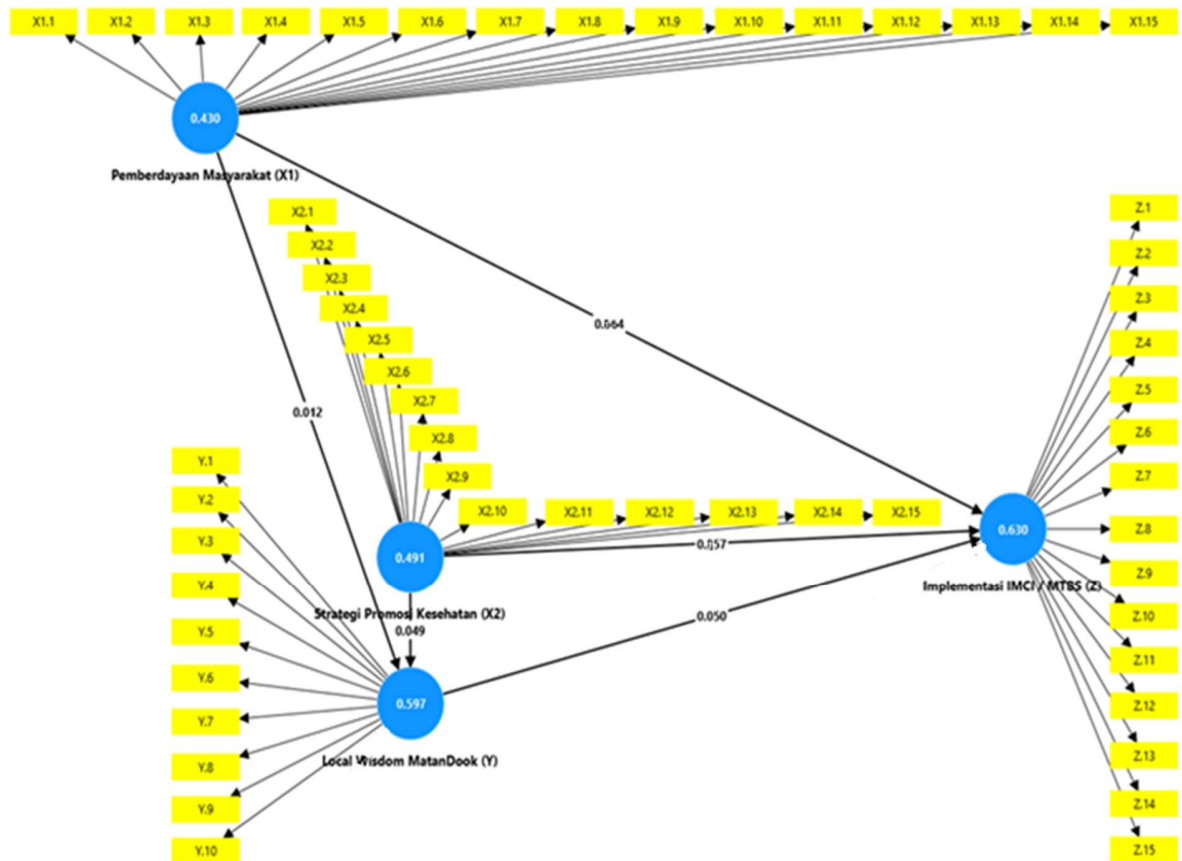 X1.1 X1.2 X1.3 X1.4 X1.5 X1.6 X1.7 X1.8 X1.9 X1.10 X1.11 X1.12 X1.13 X1.14 X1.15
0.430
Pemberdayaan Masyarakat (X1)
X2.1
X2.2
X2.3
X2.4
X2.5
X2.6
X2.7
X2.8
X2.9
X2.10 X2.11 X2.12 X2.13 X2.14 X2.15
0.064
0.012
0.491
Strategi Promosi Kesehatan (X2)
0.057
0.049
0.050
Y.1
Y.2
Y.3
Y.4
Y.5
Y.6
Y.7
Y.8
Y.9
Y.10
0.597
Local Wisdom MatanDook (Y)
0.630
Implementasi IMCI / MTBS (Z)
Z.1
Z.2
Z.3
Z.4
Z.5
Z.6
Z.7
Z.8
Z.9
Z.10
Z.11
Z.12
Z.13
Z.14
Z.15